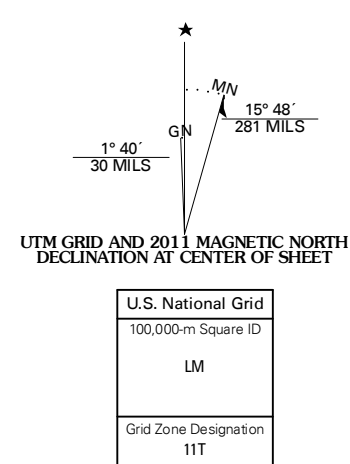 ★
MN
15° 48´
281 MILS
GN
1° 40´
30 MILS
UTM GRID AND 2011 MAGNETIC NORTH
DECLINATION AT CENTER OF SHEET
U.S. National Grid
100,000-m Square ID
LM
Grid Zone Designation
11T